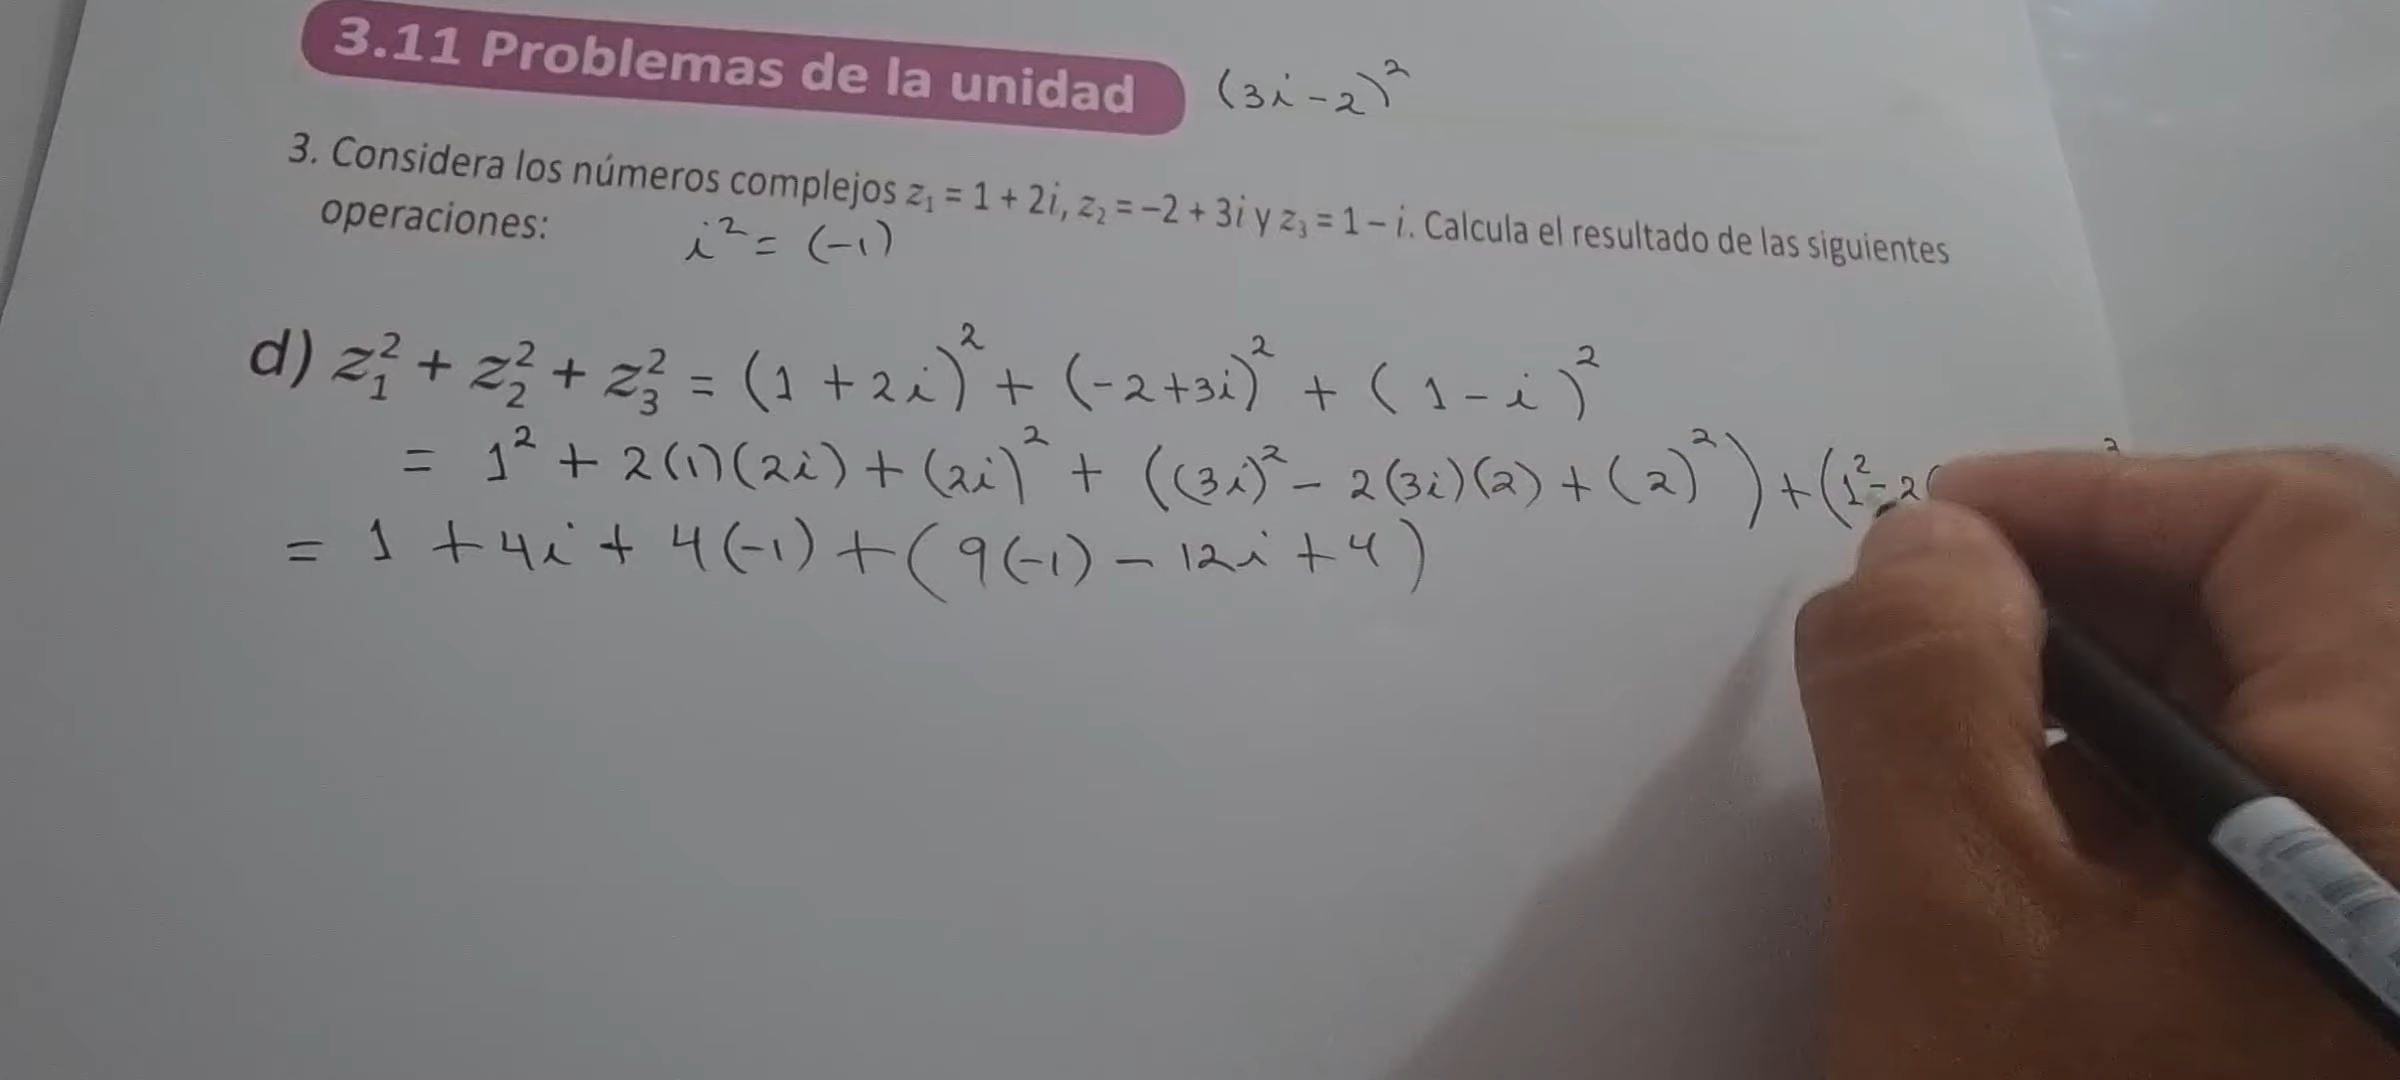 3.11 Problemas de la unidad (3i-2)²
3. Considera los números complejos z₁ = 1 + 2i, z₂ = −2 + 3i y z₃ = 1 − i. Calcula el resultado de las siguientes
operaciones: i² = (-1)
d) z₁² + z₂² + z₃² = (1 + 2i)² + (-2+3i)² + (1-i)²
= 1² + 2(1)(2i) + (2i)² + ((3i)² - 2(3i)(2) + (2)²) + (1² - 2( ²
= 1 + 4i + 4(-1) + (9(-1) - 12i + 4)